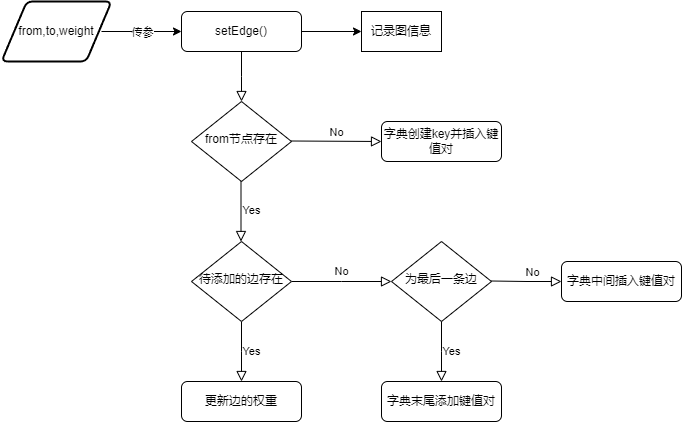 from,to,weight
传参
setEdge()
记录图信息
from节点存在
No
字典创建key并插入键
值对
Yes
待添加的边存在
No
为最后一条边
No
字典中间插入键值对
Yes
Yes
更新边的权重
字典末尾添加键值对